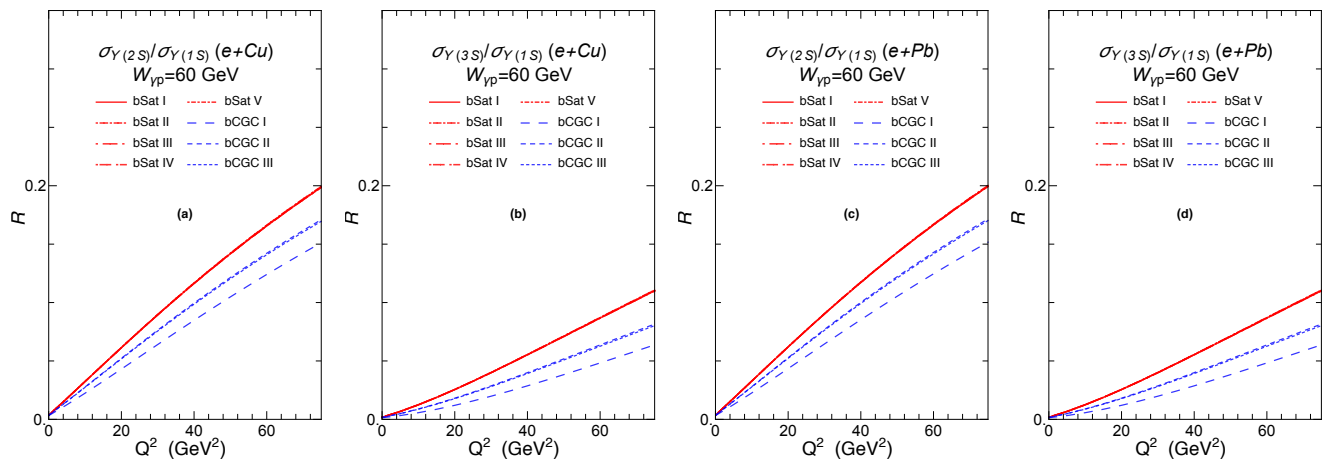 σΥ(2S)/σΥ(1S) (e+Cu)
Wγp=60 GeV
bSat I
bSat II
bSat III
bSat IV
bSat V
bCGC I
bCGC II
bCGC III
(a)
R
0.2
0.
0
20
40
60
Q² (GeV²)
σΥ(3S)/σΥ(1S) (e+Cu)
Wγp=60 GeV
bSat I
bSat II
bSat III
bSat IV
bSat V
bCGC I
bCGC II
bCGC III
(b)
R
0.2
0.
0
20
40
60
Q² (GeV²)
σΥ(2S)/σΥ(1S) (e+Pb)
Wγp=60 GeV
bSat I
bSat II
bSat III
bSat IV
bSat V
bCGC I
bCGC II
bCGC III
(c)
R
0.2
0.
0
20
40
60
Q² (GeV²)
σΥ(3S)/σΥ(1S) (e+Pb)
Wγp=60 GeV
bSat I
bSat II
bSat III
bSat IV
bSat V
bCGC I
bCGC II
bCGC III
(d)
R
0.2
0.
0
20
40
60
Q² (GeV²)